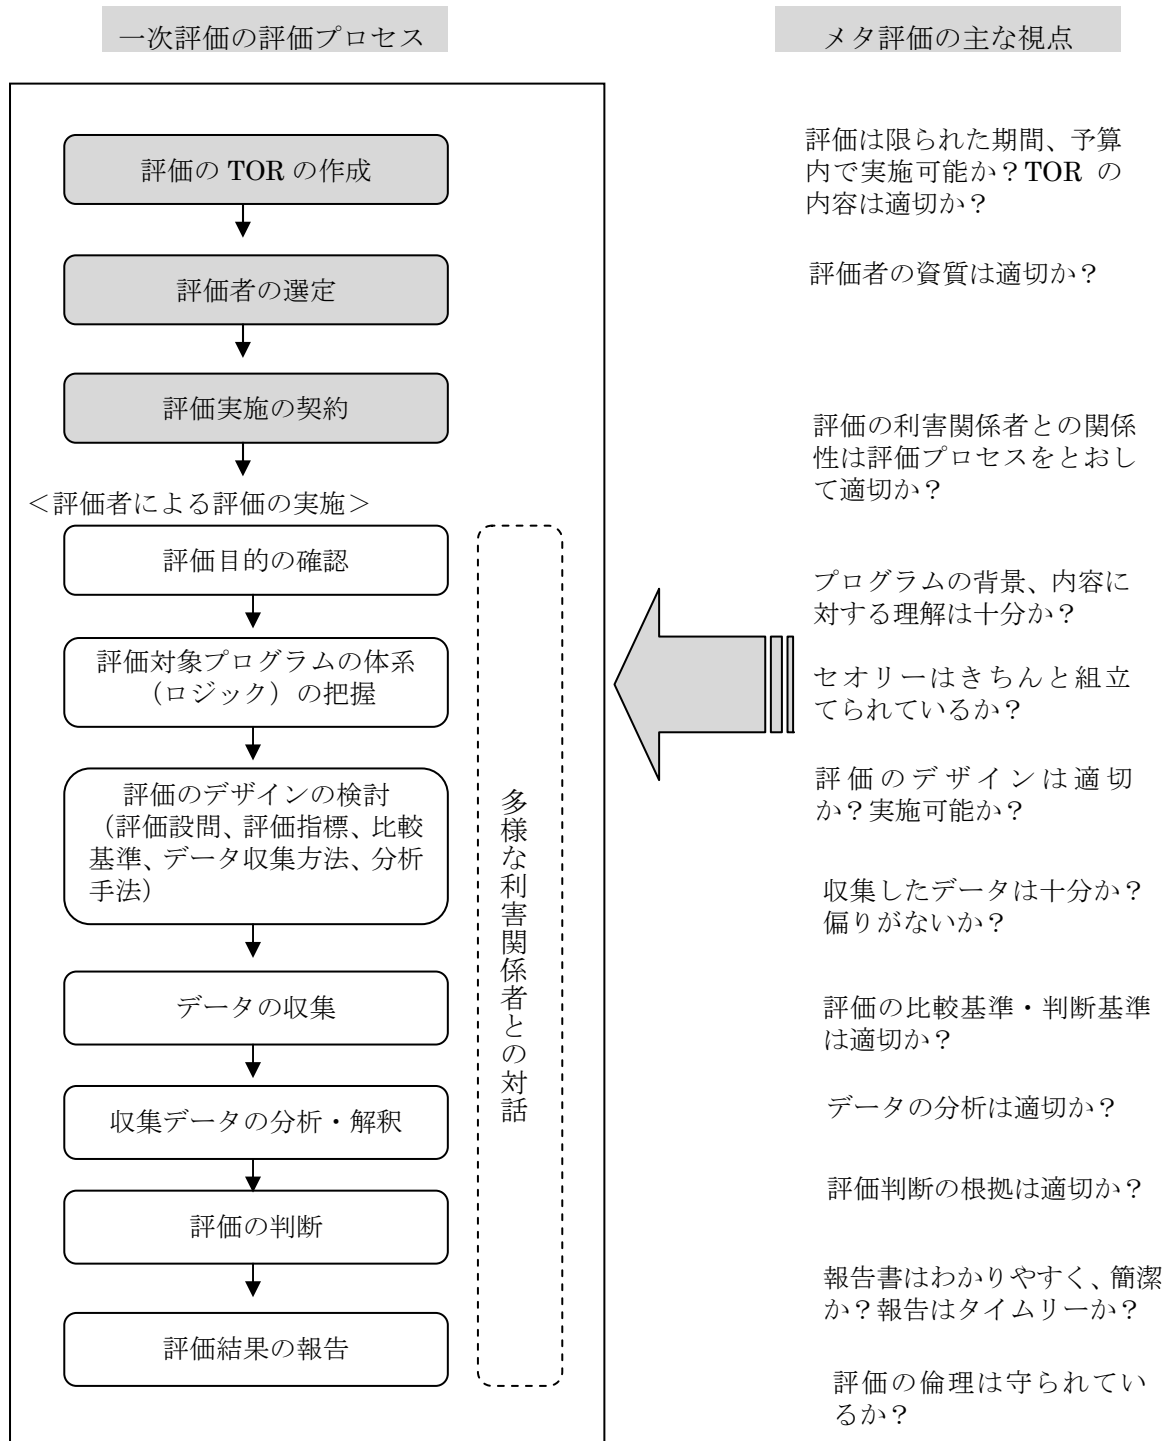 一次評価の評価プロセス
評価の TOR の作成
評価者の選定
評価実施の契約
＜評価者による評価の実施＞
評価目的の確認
評価対象プログラムの体系
（ロジック）の把握
評価のデザインの検討
（評価設問、評価指標、比較
基準、データ収集方法、分析
手法）
データの収集
収集データの分析・解釈
評価の判断
評価結果の報告
多様な利害関係者との対話
メタ評価の主な視点
評価は限られた期間、予算
内で実施可能か？TOR の
内容は適切か？
評価者の資質は適切か？
評価の利害関係者との関係
性は評価プロセスをとおし
て適切か？
プログラムの背景、内容に
対する理解は十分か？
セオリーはきちんと組立
てられているか？
評価のデザインは適切
か？実施可能か？
収集したデータは十分か？
偏りがないか？
評価の比較基準・判断基準
は適切か？
データの分析は適切か？
評価判断の根拠は適切か？
報告書はわかりやすく、簡潔
か？報告はタイムリーか？
評価の倫理は守られてい
るか？